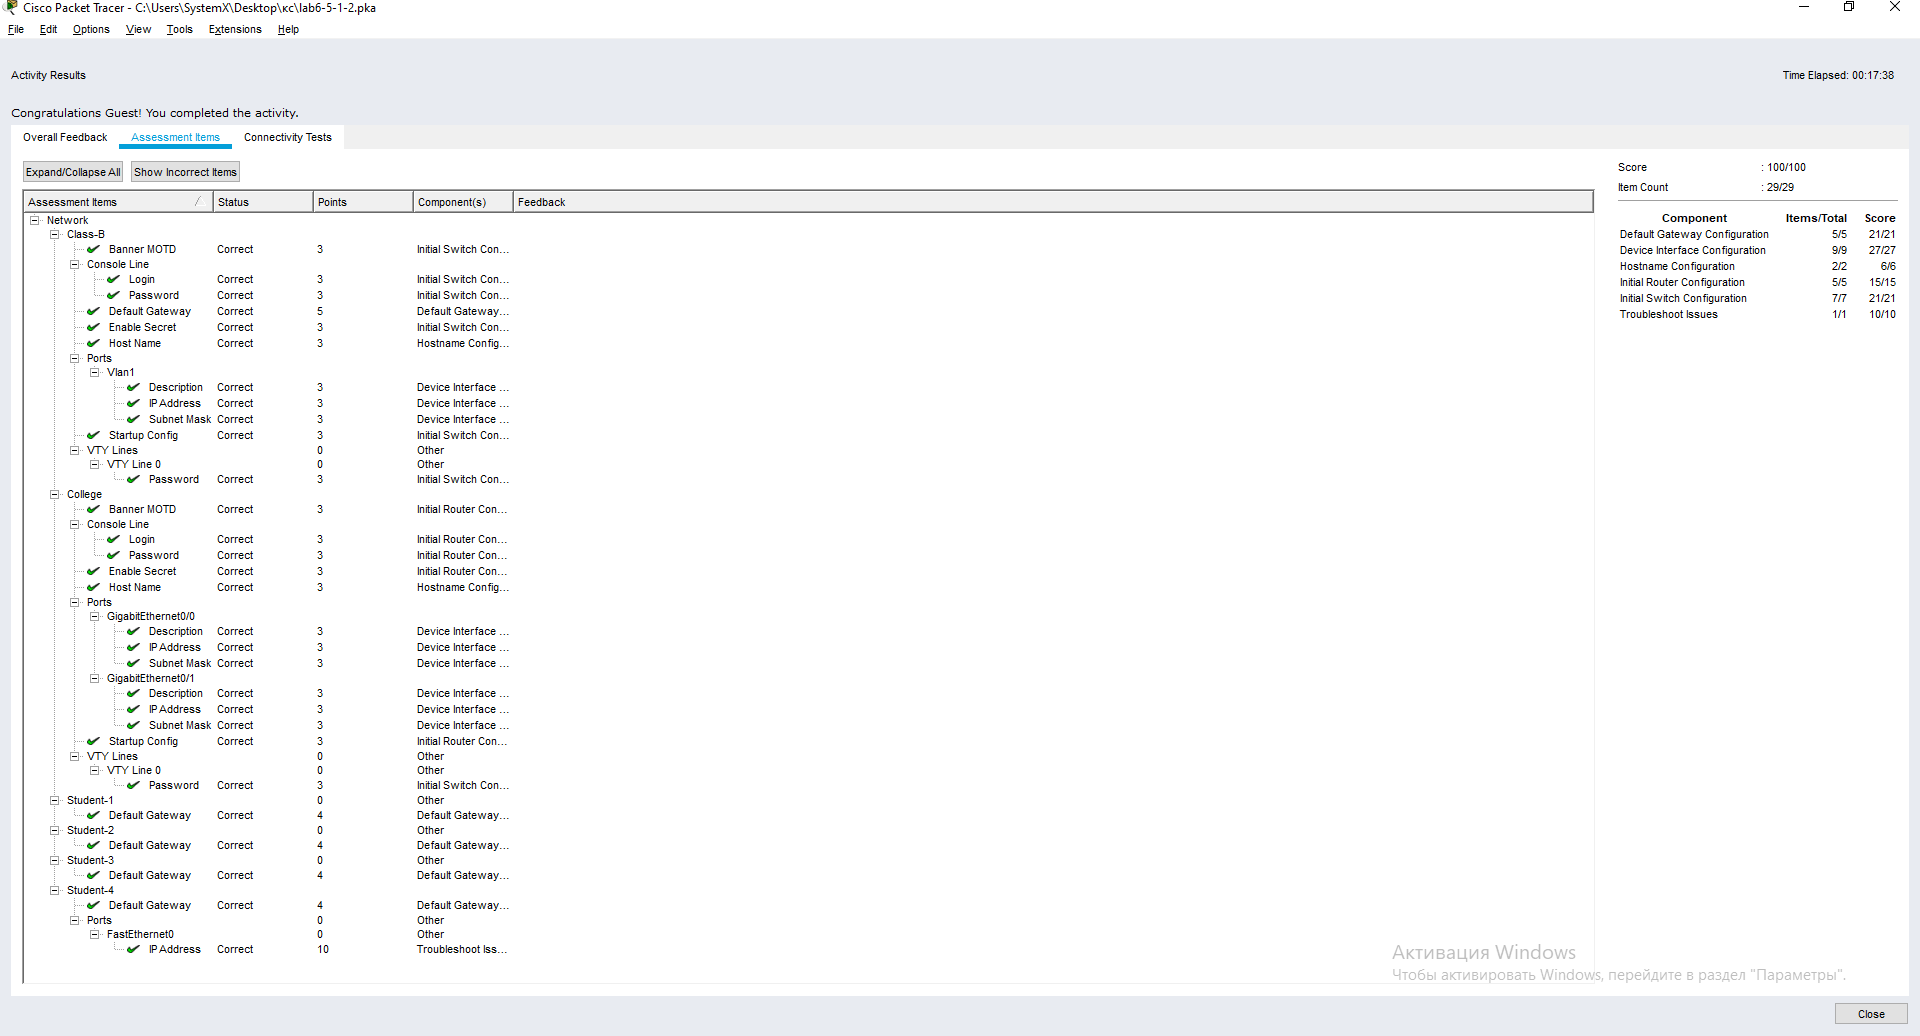 Cisco Packet Tracer - C:\Users\SystemX\Desktop\кс\lab6-5-1-2.pka
File Edit Options View Tools Extensions Help
Activity Results Time Elapsed: 00:17:38
Congratulations Guest! You completed the activity.
Overall Feedback Assessment Items Connectivity Tests
Expand/Collapse All Show Incorrect Items
Assessment Items Status Points Component(s) Feedback
Network
Class-B
Banner MOTD Correct 3 Initial Switch Con...
Console Line
Login Correct 3 Initial Switch Con...
Password Correct 3 Initial Switch Con...
Default Gateway Correct 5 Default Gateway...
Enable Secret Correct 3 Initial Switch Con...
Host Name Correct 3 Hostname Config...
Ports
Vlan1
Description Correct 3 Device Interface ...
IP Address Correct 3 Device Interface ...
Subnet Mask Correct 3 Device Interface ...
Startup Config Correct 3 Initial Switch Con...
VTY Lines 0 Other
VTY Line 0 0 Other
Password Correct 3 Initial Switch Con...
College
Banner MOTD Correct 3 Initial Router Con...
Console Line
Login Correct 3 Initial Router Con...
Password Correct 3 Initial Router Con...
Enable Secret Correct 3 Initial Router Con...
Host Name Correct 3 Hostname Config...
Ports
GigabitEthernet0/0
Description Correct 3 Device Interface ...
IP Address Correct 3 Device Interface ...
Subnet Mask Correct 3 Device Interface ...
GigabitEthernet0/1
Description Correct 3 Device Interface ...
IP Address Correct 3 Device Interface ...
Subnet Mask Correct 3 Device Interface ...
Startup Config Correct 3 Initial Router Con...
VTY Lines 0 Other
VTY Line 0 0 Other
Password Correct 3 Initial Switch Con...
Student-1 0 Other
Default Gateway Correct 4 Default Gateway...
Student-2 0 Other
Default Gateway Correct 4 Default Gateway...
Student-3 0 Other
Default Gateway Correct 4 Default Gateway...
Student-4
Default Gateway Correct 4 Default Gateway...
Ports 0 Other
FastEthernet0 0 Other
IP Address Correct 10 Troubleshoot Iss...
Score : 100/100
Item Count : 29/29
Component Items/Total Score
Default Gateway Configuration 5/5 21/21
Device Interface Configuration 9/9 27/27
Hostname Configuration 2/2 6/6
Initial Router Configuration 5/5 15/15
Initial Switch Configuration 7/7 21/21
Troubleshoot Issues 1/1 10/10
Активация Windows
Чтобы активировать Windows, перейдите в раздел "Параметры".
Close